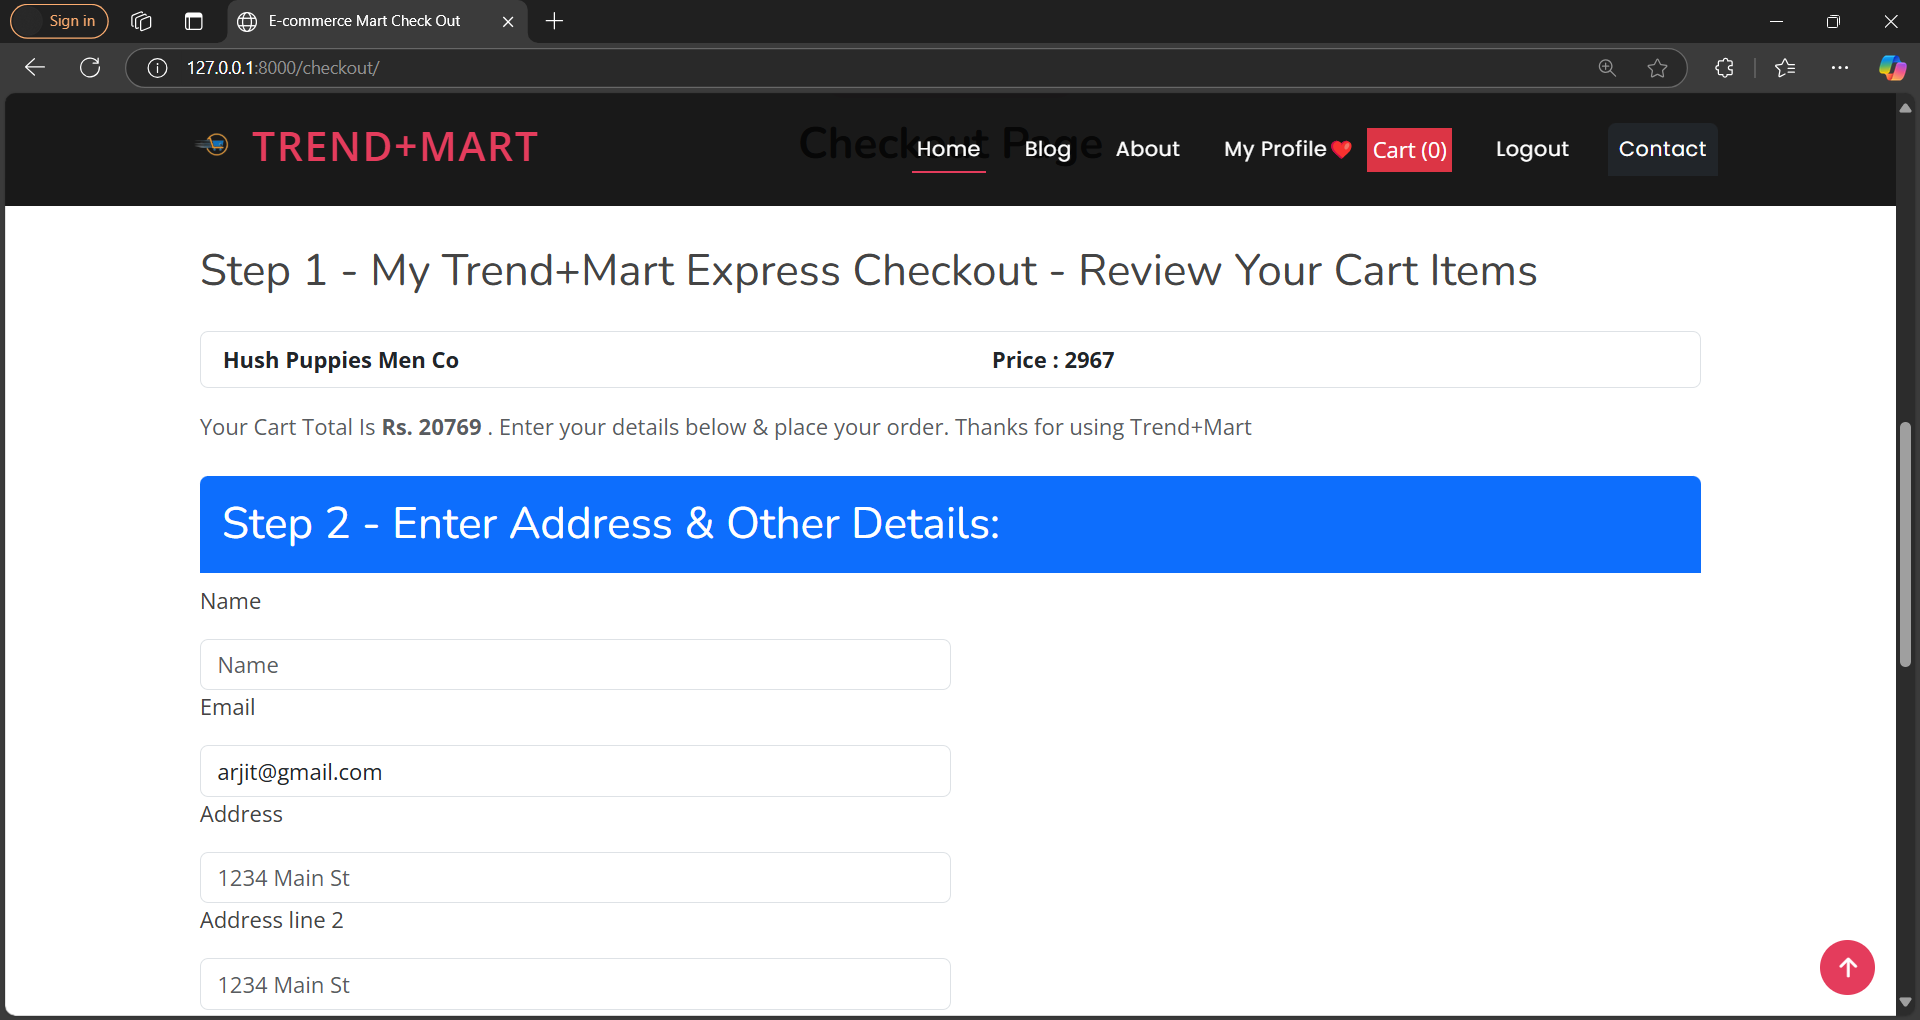 Sign in
E-commerce Mart Check Out
127.0.0.1:8000/checkout/
TREND+MART
Checkout Page
Home
Blog
About
My Profile❤️
Cart (0)
Logout
Contact
Step 1 - My Trend+Mart Express Checkout - Review Your Cart Items
Hush Puppies Men Co
Price : 2967
Your Cart Total Is Rs. 20769 . Enter your details below & place your order. Thanks for using Trend+Mart
Step 2 - Enter Address & Other Details:
Name
Name
Email
arjit@gmail.com
Address
1234 Main St
Address line 2
1234 Main St